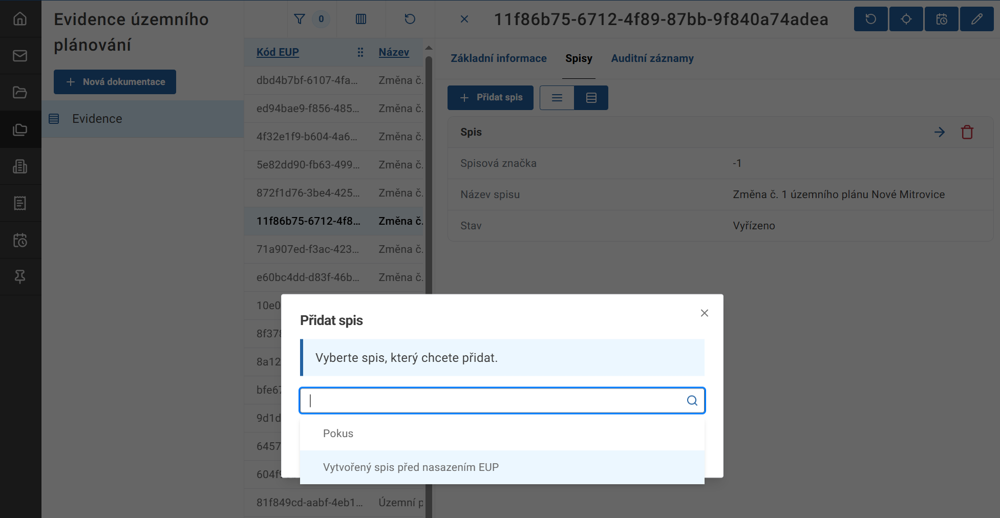 Evidence územního
plánování
Nová dokumentace
Evidence
0
Kód EUP
Název
dbd4b7bf-6107-4fa...
Změna č.
ed94bae9-f856-485...
Změna č.
4f32e1f9-b604-4a6...
Změna č.
5e82dd90-fb63-499...
Změna č.
872f1d76-3be4-425...
Změna č.
11f86b75-6712-4f8...
Změna č.
71a907ed-f3ac-423...
Změna č.
e60bc4dd-d83f-46b...
Změna č.
10e0
8f378
8a12
bfe67
9d1d
6457
604f9
81f849cd-aabf-4eb1...
Územní p
11f86b75-6712-4f89-87bb-9f840a74adea
Základní informace
Spisy
Auditní záznamy
Přidat spis
Spis
Spisová značka
-1
Název spisu
Změna č. 1 územního plánu Nové Mitrovice
Stav
Vyřízeno
Přidat spis
Vyberte spis, který chcete přidat.
Pokus
Vytvořený spis před nasazením EUP